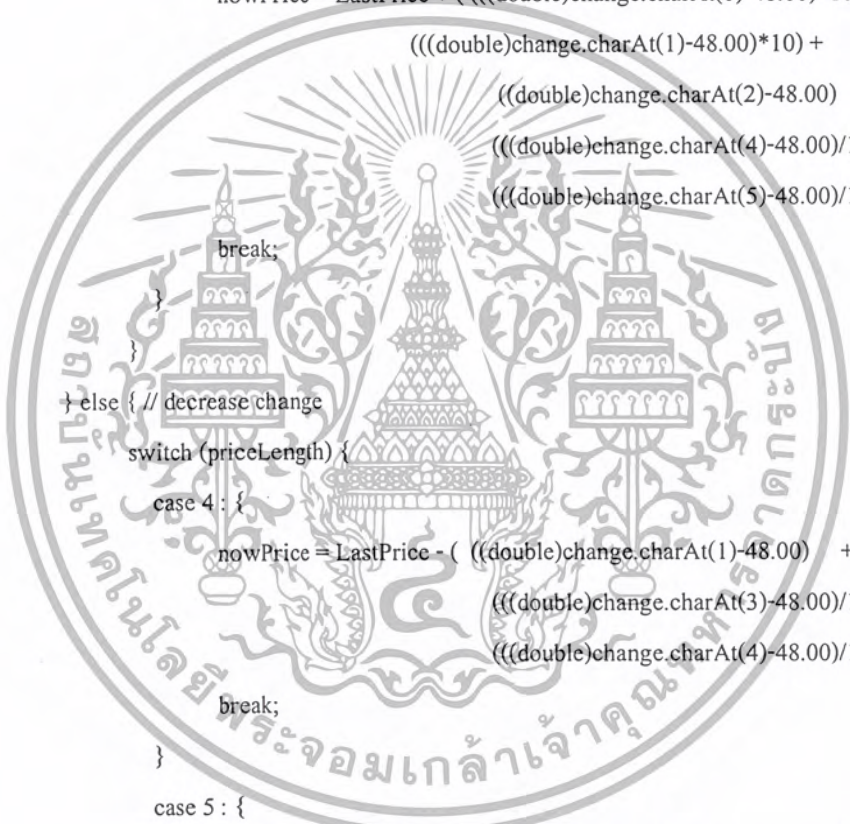 (((double)change.charAt(1)-48.00)*10) +
((double)change.charAt(2)-48.00)
(((double)change.charAt(4)-48.00)/
(((double)change.charAt(5)-48.00)/
break;
}
}
} else { // decrease change
switch (priceLength) {
case 4 : {
nowPrice = LastPrice - ( ((double)change.charAt(1)-48.00) +
(((double)change.charAt(3)-48.00)/
(((double)change.charAt(4)-48.00)/
break;
}
case 5 : {
สถาบันเทคโนโลยีพระจอมเกล้าเจ้าคุณทหารลาดกระบัง